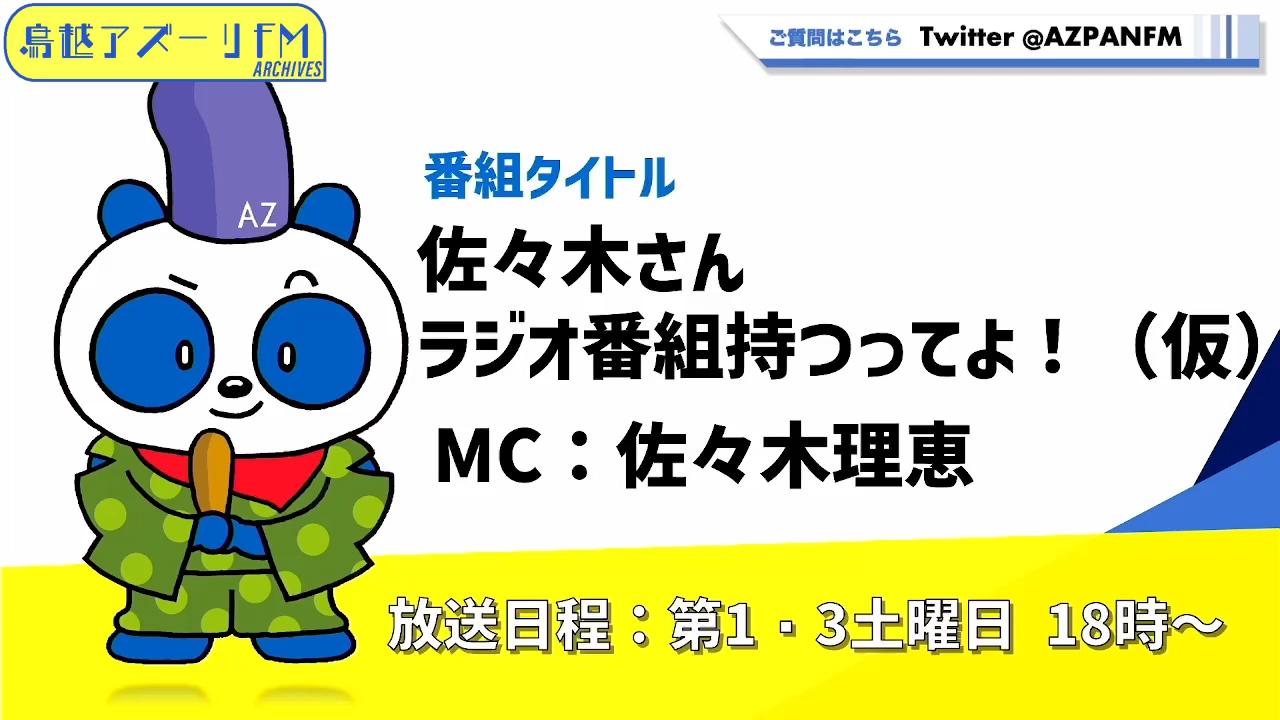 鳥越アズーリFM
ARCHIVES
ご質問はこちら Twitter @AZPANFM
AZ
番組タイトル
佐々木さん
ラジオ番組持つってよ！（仮）
MC：佐々木理恵
放送日程：第1・3土曜日 18時～